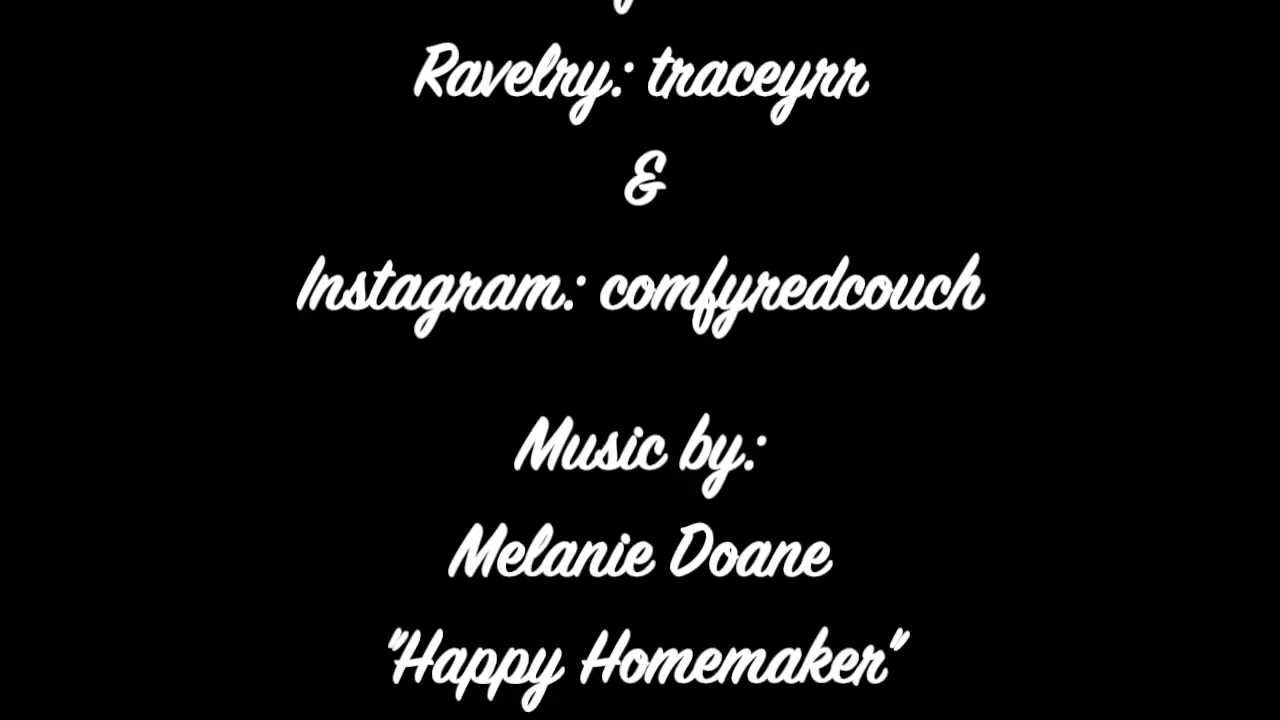 Ravelry: traceyrr
&
Instagram: comfyredcouch
Music by:
Melanie Doane
"Happy Homemaker"